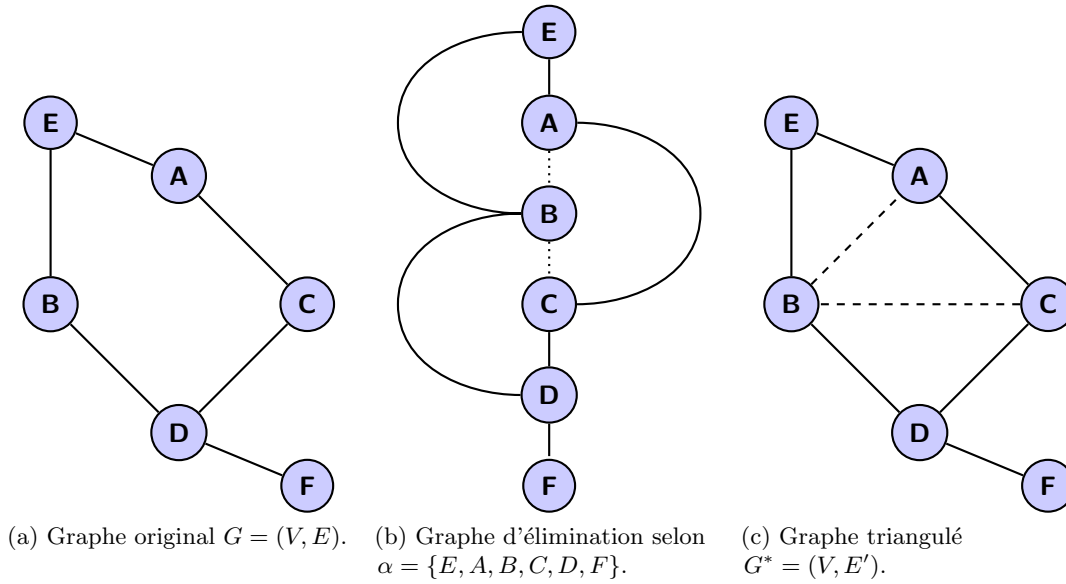 E
A
B
C
D
F
(a) Graphe original G = (V, E).
E
A
B
C
D
F
(b) Graphe d'élimination selon
α = {E, A, B, C, D, F}.
E
A
B
C
D
F
(c) Graphe triangulé
G* = (V, E′).